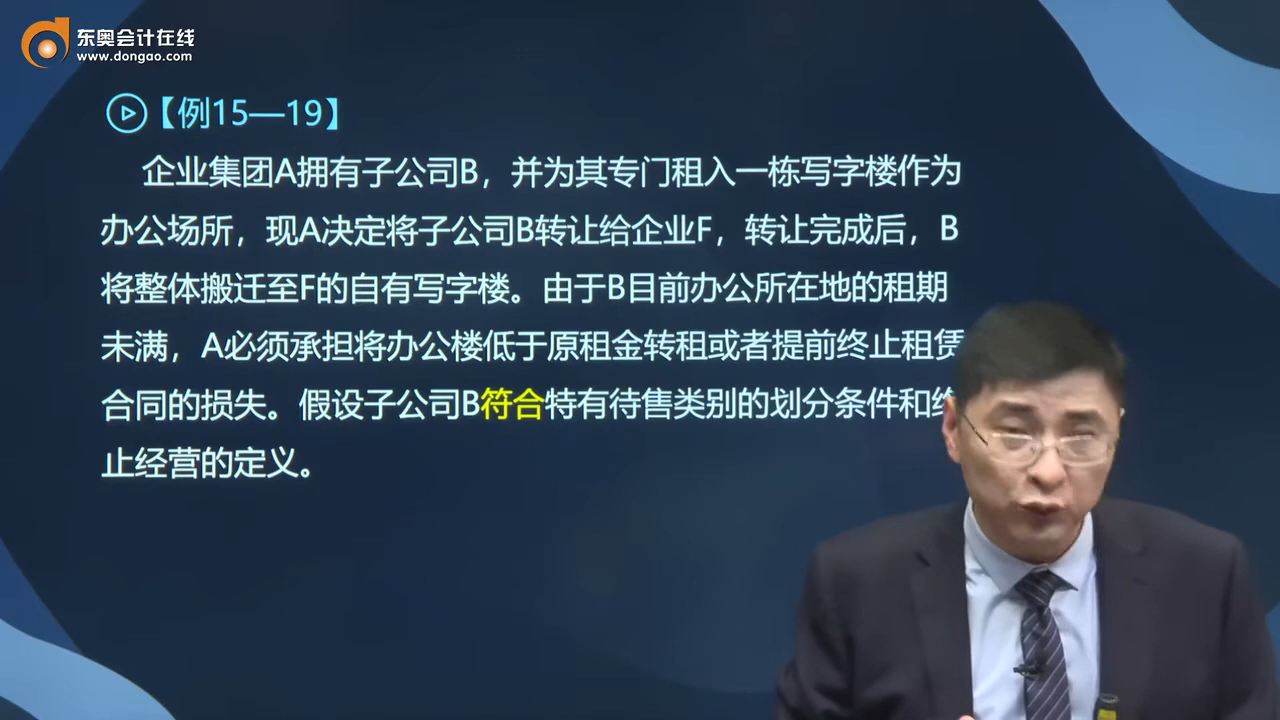 东奥会计在线
www.dongao.com
【例15—19】
企业集团A拥有子公司B，并为其专门租入一栋写字楼作为
办公场所，现A决定将子公司B转让给企业F，转让完成后，B
将整体搬迁至F的自有写字楼。由于B目前办公所在地的租期
未满，A必须承担将办公楼低于原租金转租或者提前终止租赁
合同的损失。假设子公司B符合特有待售类别的划分条件和终
止经营的定义。